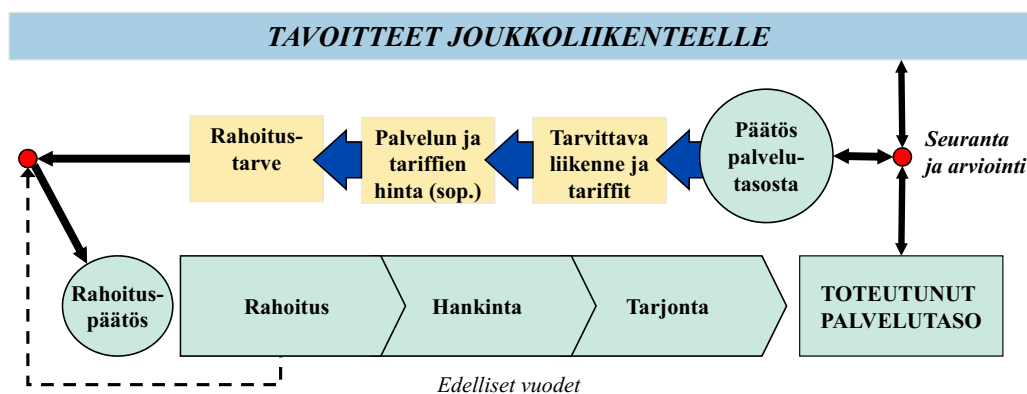 TAVOITTEET JOUKKOLIIKENTEELLE
Rahoitus-
tarve
Palvelun ja
tariffien
hinta (sop.)
Tarvittava
liikenne ja
tariffit
Päätös
palvelu-
tasosta
Seuranta
ja arviointi
Rahoitus-
päätös
Rahoitus
Hankinta
Tarjonta
TOTEUTUNUT
PALVELUTASO
Edelliset vuodet